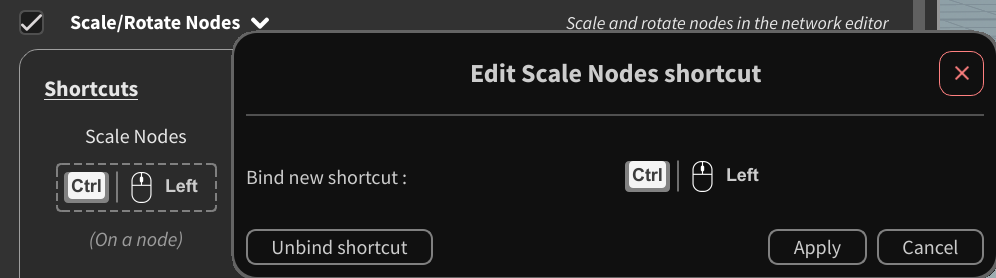 Scale/Rotate Nodes
Scale and rotate nodes in the network editor
Shortcuts
Scale Nodes
Ctrl Left
(On a node)
Edit Scale Nodes shortcut
Bind new shortcut :
Ctrl Left
Unbind shortcut
Apply
Cancel